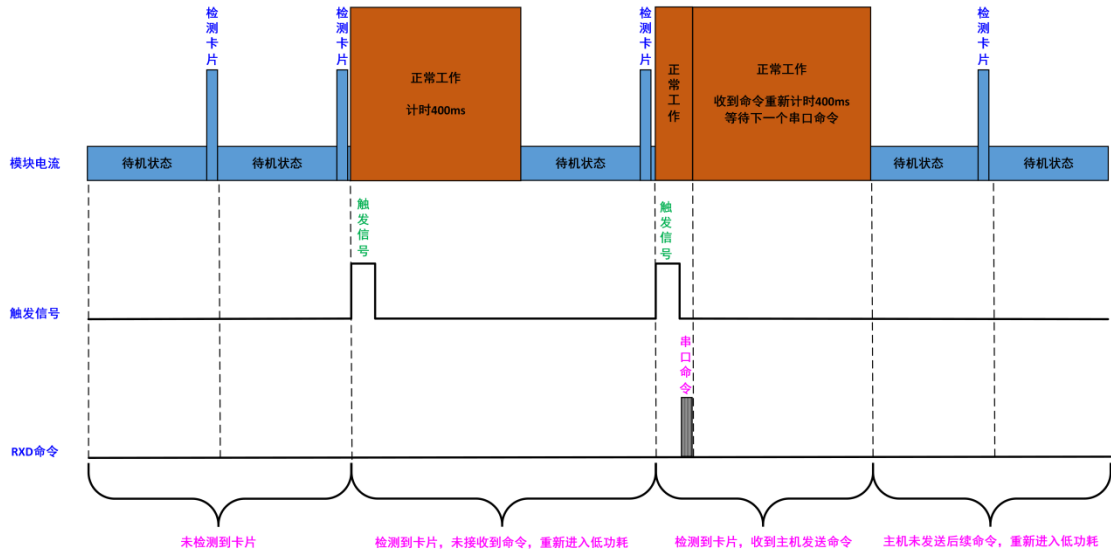 检测卡片
检测卡片
检测卡片
检测卡片
正常工作
计时400ms
正常工作
正常工作
收到命令重新计时400ms
等待下一个串口命令
模块电流
待机状态
待机状态
待机状态
待机状态
待机状态
触发信号
触发信号
触发信号
串口命令
RXD命令
未检测到卡片
检测到卡片，未接收到命令，重新进入低功耗
检测到卡片，收到主机发送命令
主机未发送后续命令，重新进入低功耗